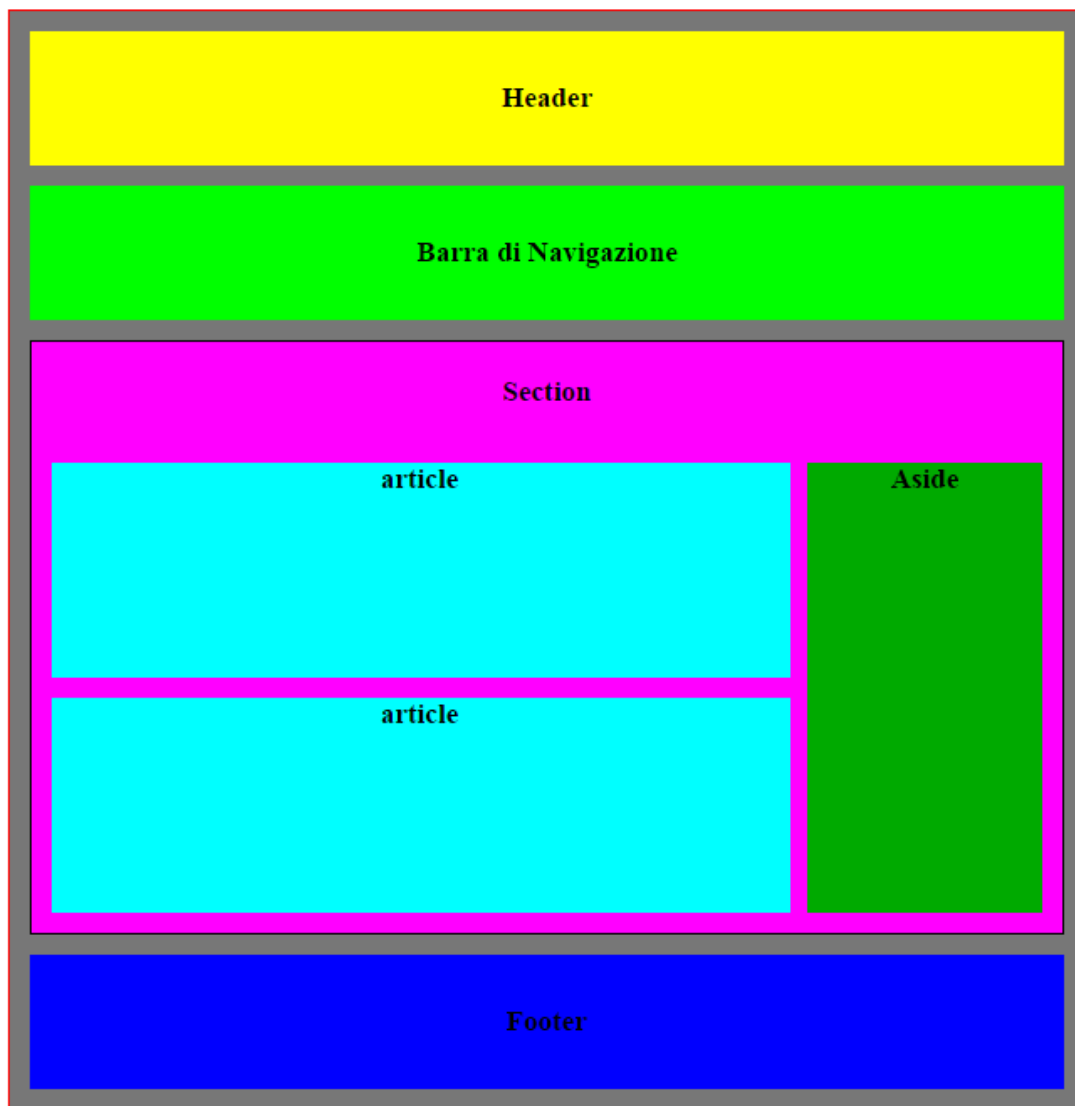 Header
Barra di Navigazione
Section
article
Aside
article
Footer